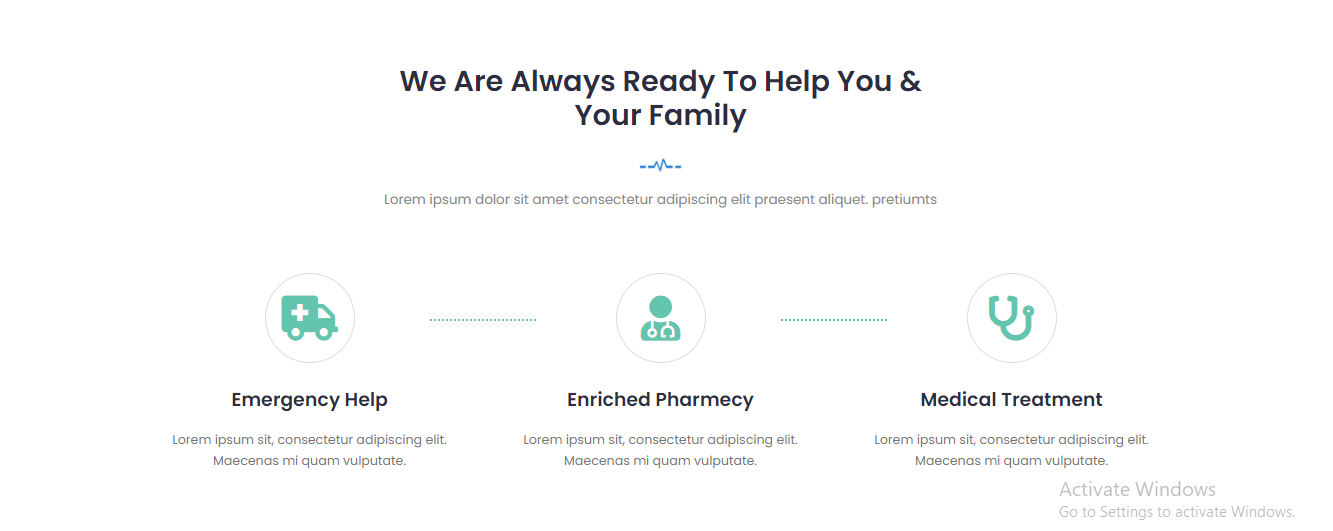 We Are Always Ready To Help You &
Your Family
Lorem ipsum dolor sit amet consectetur adipiscing elit praesent aliquet. pretiumts
Emergency Help
Lorem ipsum sit, consectetur adipiscing elit.
Maecenas mi quam vulputate.
Enriched Pharmecy
Lorem ipsum sit, consectetur adipiscing elit.
Maecenas mi quam vulputate.
Medical Treatment
Lorem ipsum sit, consectetur adipiscing elit.
Maecenas mi quam vulputate.
Activate Windows
Go to Settings to activate Windows.